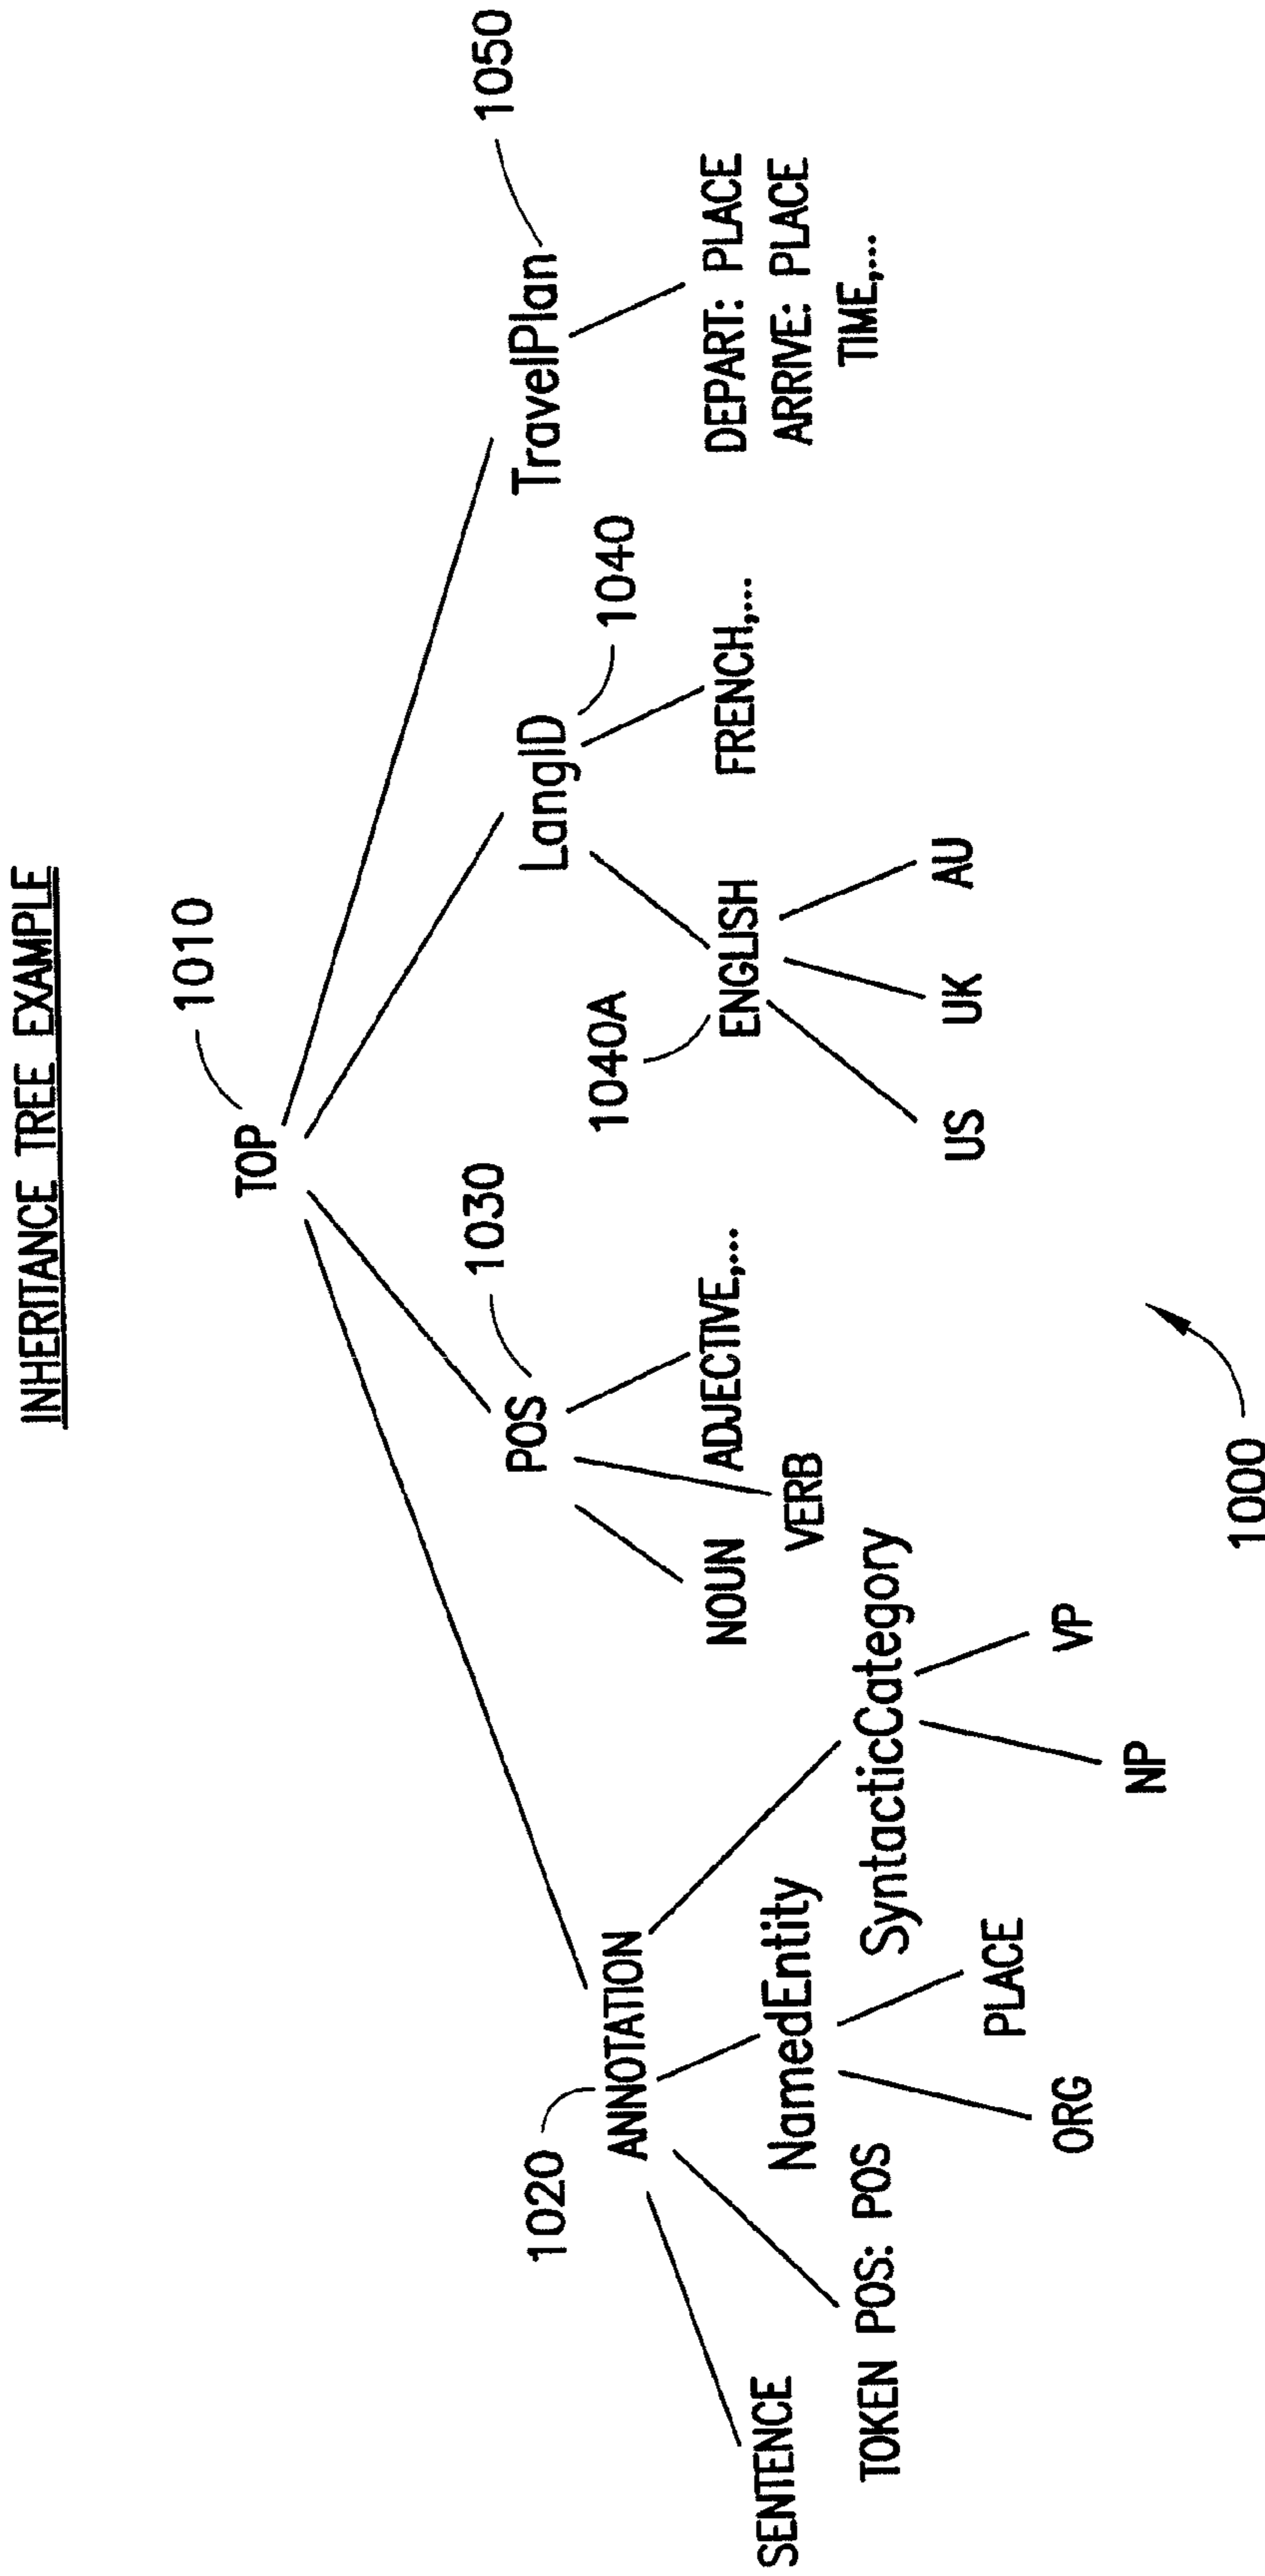 INHERITANCE TREE EXAMPLE
1010
TOP
1020
ANNOTATION
1030
POS
LangID
1040
TravelPlan
1050
SENTENCE
TOKEN POS: POS
NamedEntity
SyntacticCategory
NOUN
VERB
ADJECTIVE,...
1040A
ENGLISH
FRENCH,...
DEPART: PLACE
ARRIVE: PLACE
TIME,...
ORG
PLACE
NP
VP
US
UK
AU
1000